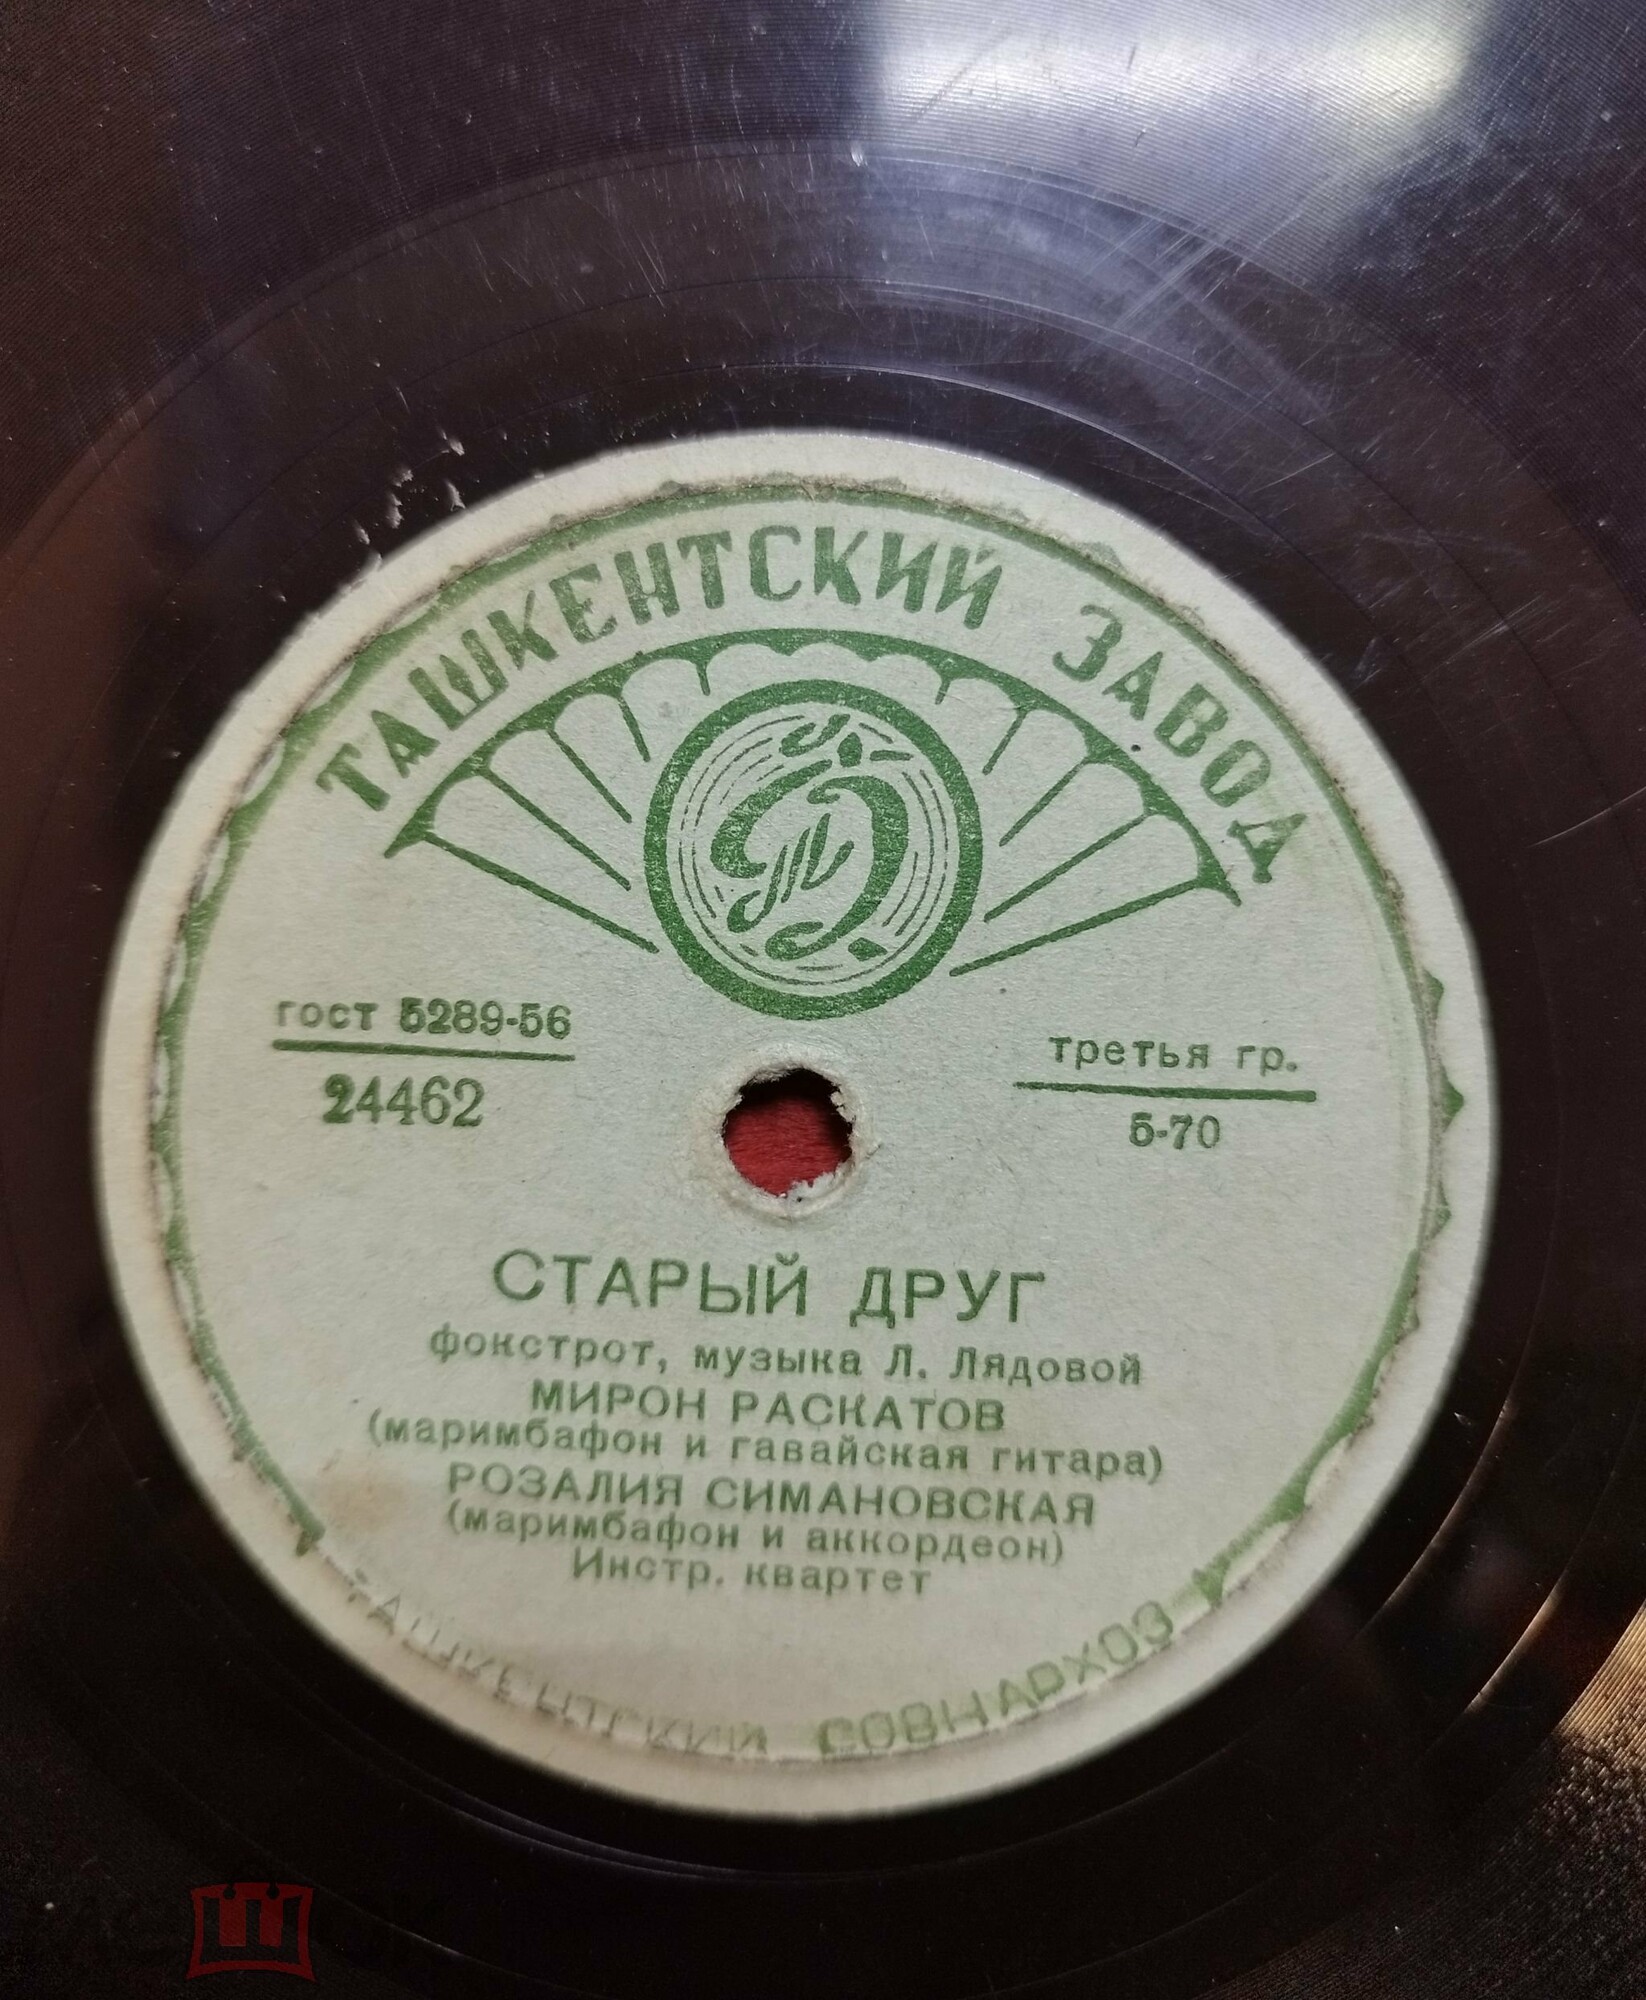 ТАШКЕНТСКИЙ ЗАВОД
гост 5289-56
24462
третья гр.
5-70
СТАРЫЙ ДРУГ
фокстрот, музыка Л. Лядовой
МИРОН РАСКАТОВ
(маримбафон и гавайская гитара)
РОЗАЛИЯ СИМАНОВСКАЯ
(маримбафон и аккордеон)
Инстр. квартет
ТАШКЕНТСКИЙ СОВНАРХОЗ